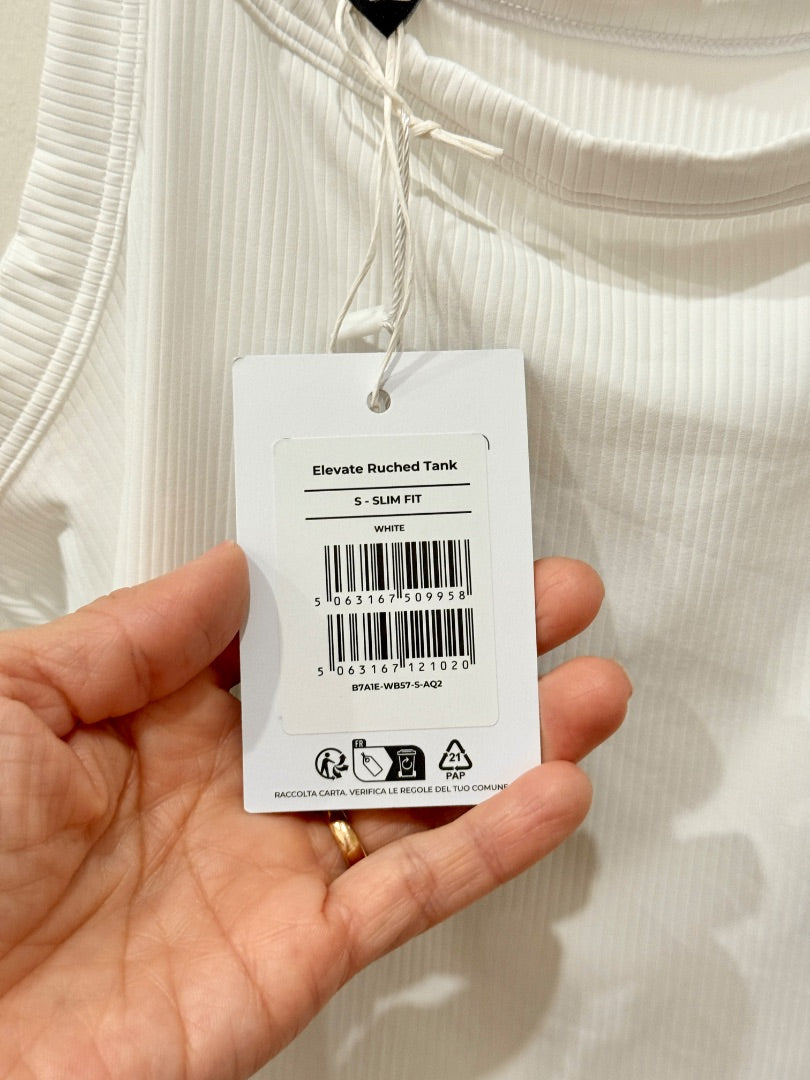 Elevate Ruched Tank
S - SLIM FIT
WHITE
5 063167 509958
5 063167 121020
B7A1E-WB57-S-AQ2
FR
21
PAP
RACCOLTA CARTA. VERIFICA LE REGOLE DEL TUO COMUNE.